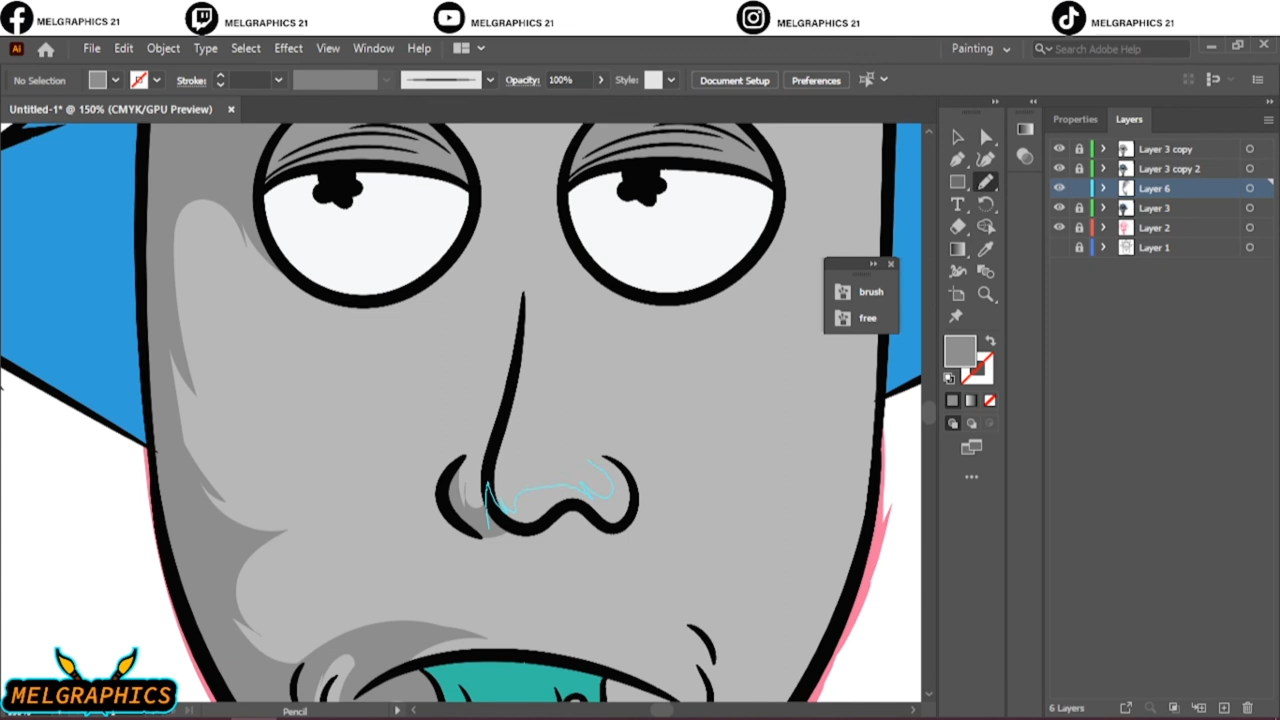 MELGRAPHICS 21 MELGRAPHICS 21 MELGRAPHICS 21 MELGRAPHICS 21 MELGRAPHICS 21
Ai File Edit Object Type Select Effect View Window Help Painting Search Adobe Help
No Selection Stroke: Opacity: 100% Style: Document Setup Preferences
Untitled-1* @ 150% (CMYK/GPU Preview)
Properties Layers
Layer 3 copy
Layer 3 copy 2
Layer 6
Layer 3
Layer 2
Layer 1
brush
free
MELGRAPHICS
Pencil
6 Layers